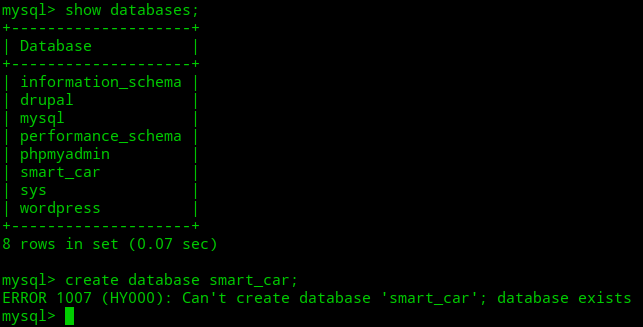 mysql> show databases;
+--------------------+
| Database           |
+--------------------+
| information_schema |
| drupal             |
| mysql              |
| performance_schema |
| phpmyadmin         |
| smart_car          |
| sys                |
| wordpress          |
+--------------------+
8 rows in set (0.07 sec)

mysql> create database smart_car;
ERROR 1007 (HY000): Can't create database 'smart_car'; database exists
mysql>